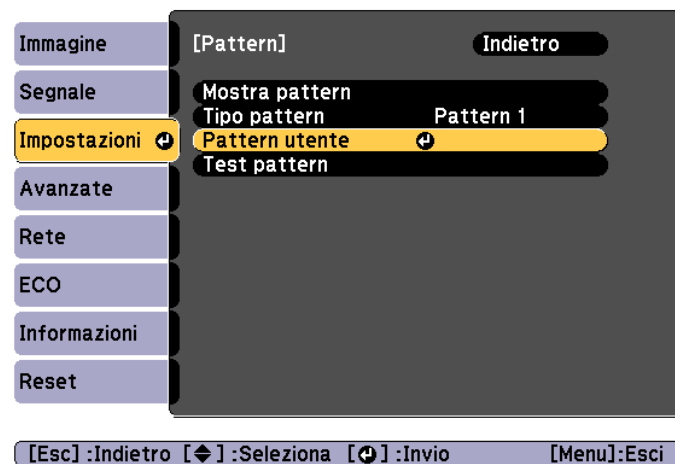 Immagine
Segnale
Impostazioni
Avanzate
Rete
ECO
Informazioni
Reset
[Pattern] Indietro
Mostra pattern
Tipo pattern Pattern 1
Pattern utente
Test pattern
[Esc] :Indietro [◆] :Seleziona [↵] :Invio [Menu]:Esci